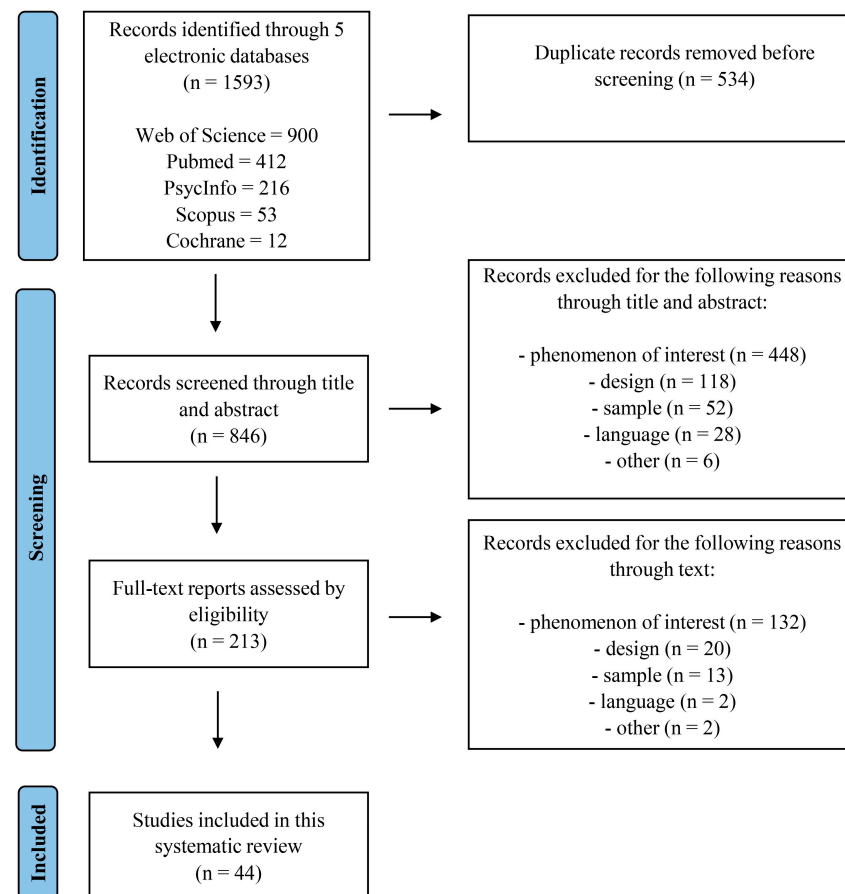 Identification
Records identified through 5
electronic databases
(n = 1593)
Web of Science = 900
Pubmed = 412
PsycInfo = 216
Scopus = 53
Cochrane = 12
Duplicate records removed before
screening (n = 534)
Screening
Records screened through title
and abstract
(n = 846)
Records excluded for the following reasons
through title and abstract:
- phenomenon of interest (n = 448)
- design (n = 118)
- sample (n = 52)
- language (n = 28)
- other (n = 6)
Full-text reports assessed by
eligibility
(n = 213)
Records excluded for the following reasons
through text:
- phenomenon of interest (n = 132)
- design (n = 20)
- sample (n = 13)
- language (n = 2)
- other (n = 2)
Included
Studies included in this
systematic review
(n = 44)